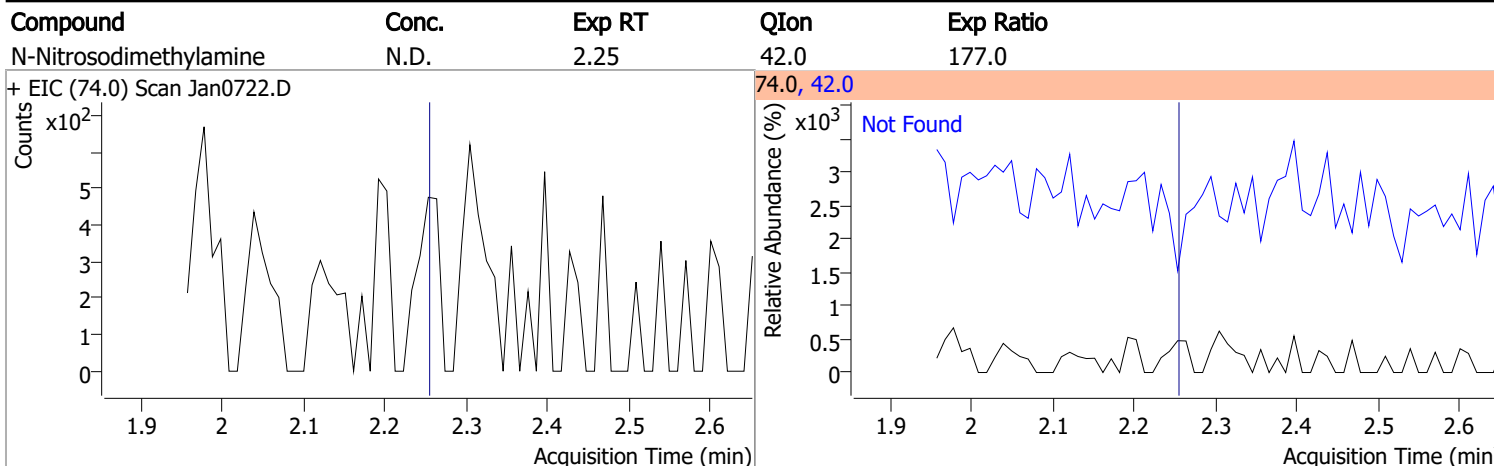 Compound Conc. Exp RT QIon Exp Ratio
N-Nitrosodimethylamine N.D. 2.25 42.0 177.0
+ EIC (74.0) Scan Jan0722.D
Counts
x10²
5
4
3
2
1
0
1.9 2 2.1 2.2 2.3 2.4 2.5 2.6
Acquisition Time (min)
74.0, 42.0
Relative Abundance (%)
x10³
Not Found
3
2.5
2
1.5
1
0.5
0
1.9 2 2.1 2.2 2.3 2.4 2.5 2.6
Acquisition Time (min